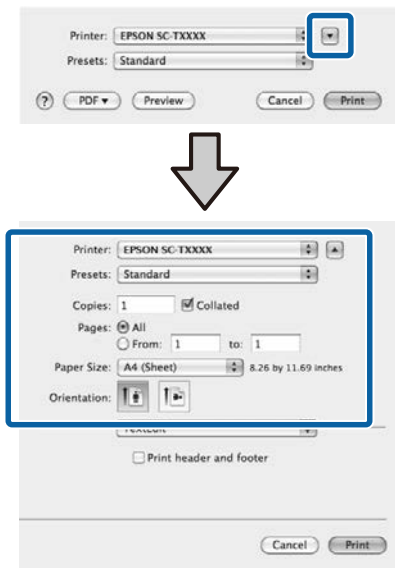 Printer: EPSON SC-TXXXX
Presets: Standard
? PDF▼ Preview Cancel Print
Printer: EPSON SC-TXXXX
Presets: Standard
Copies: 1 Collated
Pages: All
From: 1 to: 1
Paper Size: A4 (Sheet) 8.26 by 11.69 inches
Orientation:
TextEdit
Print header and footer
Cancel Print